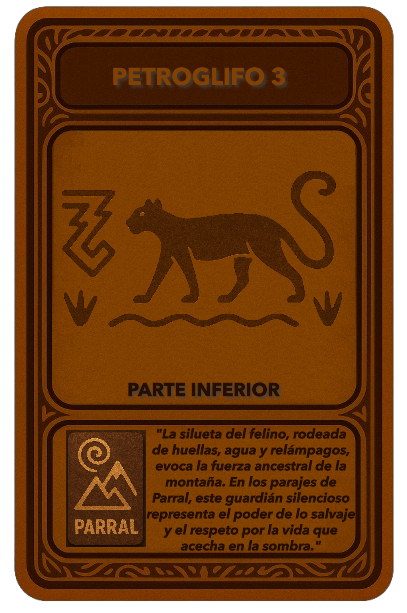 PETROGLIFO 3
PARTE INFERIOR
PARRAL
"La silueta del felino, rodeada
de huellas, agua y relámpagos,
evoca la fuerza ancestral de la
montaña. En los parajes de
Parral, este guardián silencioso
representa el poder de lo salvaje
y el respeto por la vida que
acecha en la sombra."